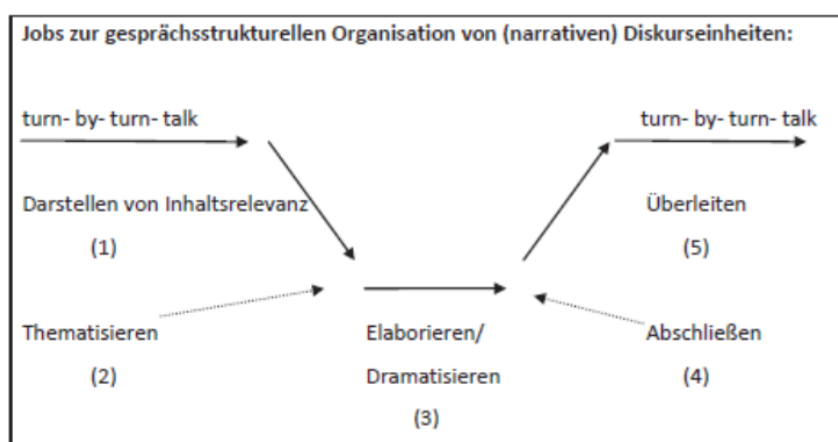 Jobs zur gesprächsstrukturellen Organisation von (narrativen) Diskurseinheiten:
turn- by- turn- talk
turn- by- turn- talk
Darstellen von Inhaltsrelevanz
(1)
Überleiten
(5)
Thematisieren
(2)
Elaborieren/
Dramatisieren
(3)
Abschließen
(4)